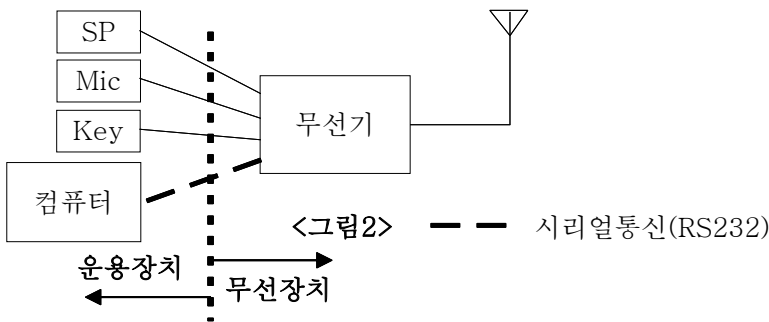 SP
Mic
Key
컴퓨터
무선기
<그림2>
시리얼통신(RS232)
운용장치
무선장치